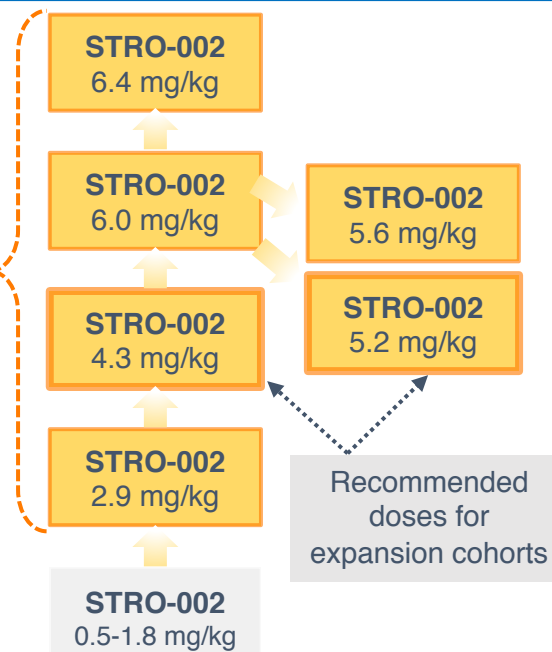 STRO-002
6.4 mg/kg
STRO-002
6.0 mg/kg
STRO-002
5.6 mg/kg
STRO-002
5.2 mg/kg
STRO-002
4.3 mg/kg
STRO-002
2.9 mg/kg
Recommended
doses for
expansion cohorts
STRO-002
0.5-1.8 mg/kg